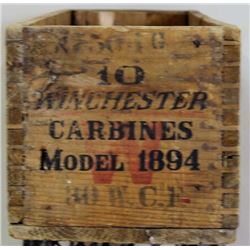 10
WINCHESTER
CARBINES
MODEL 1894
30 W.C.F.